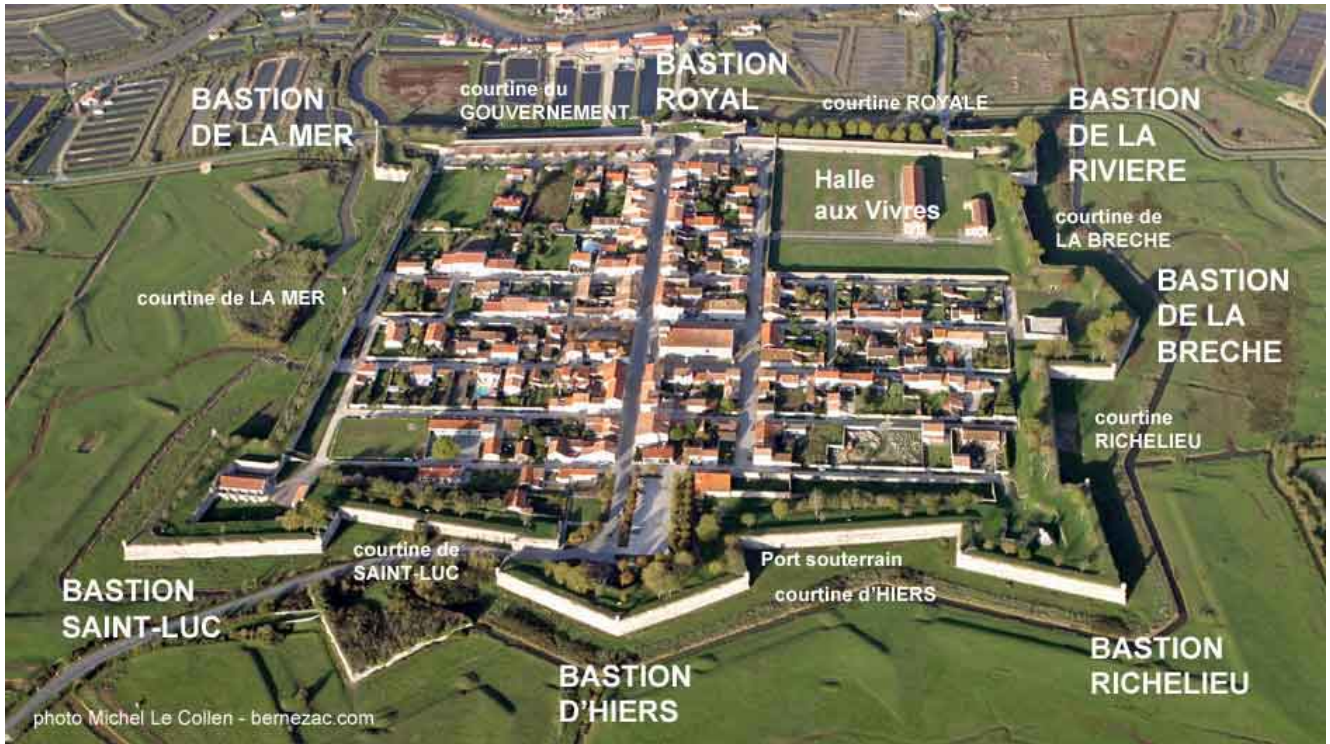 BASTION
DE LA MER
courtine du
GOUVERNEMENT
BASTION
ROYAL
courtine ROYALE
BASTION
DE LA
RIVIERE
Halle
aux Vivres
courtine de
LA BRECHE
courtine de LA MER
BASTION
DE LA
BRECHE
courtine
RICHELIEU
courtine de
SAINT-LUC
Port souterrain
courtine d'HIERS
BASTION
SAINT-LUC
BASTION
D'HIERS
BASTION
RICHELIEU
photo Michel Le Collen - bernezac.com